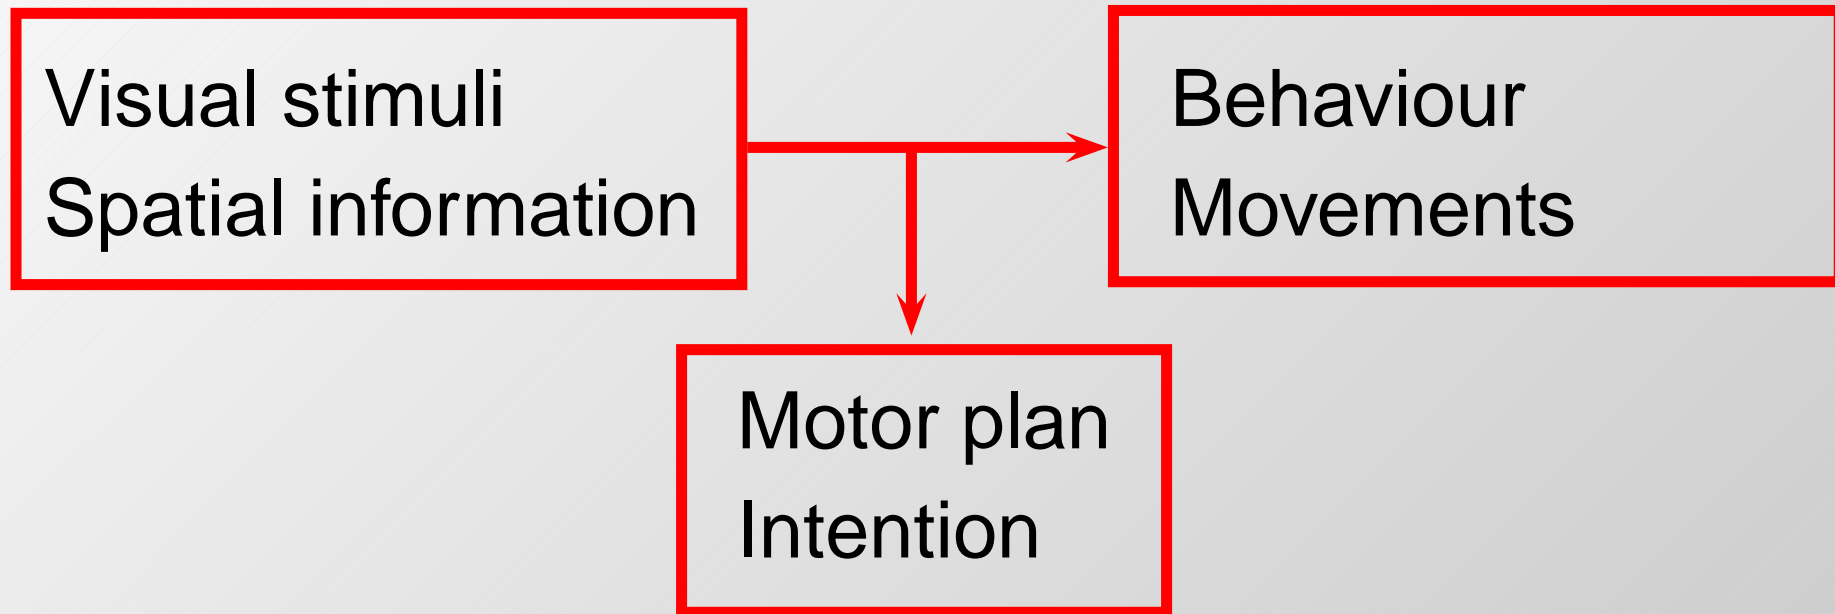 Visual stimuli
Spatial information
Behaviour
Movements
Motor plan
Intention